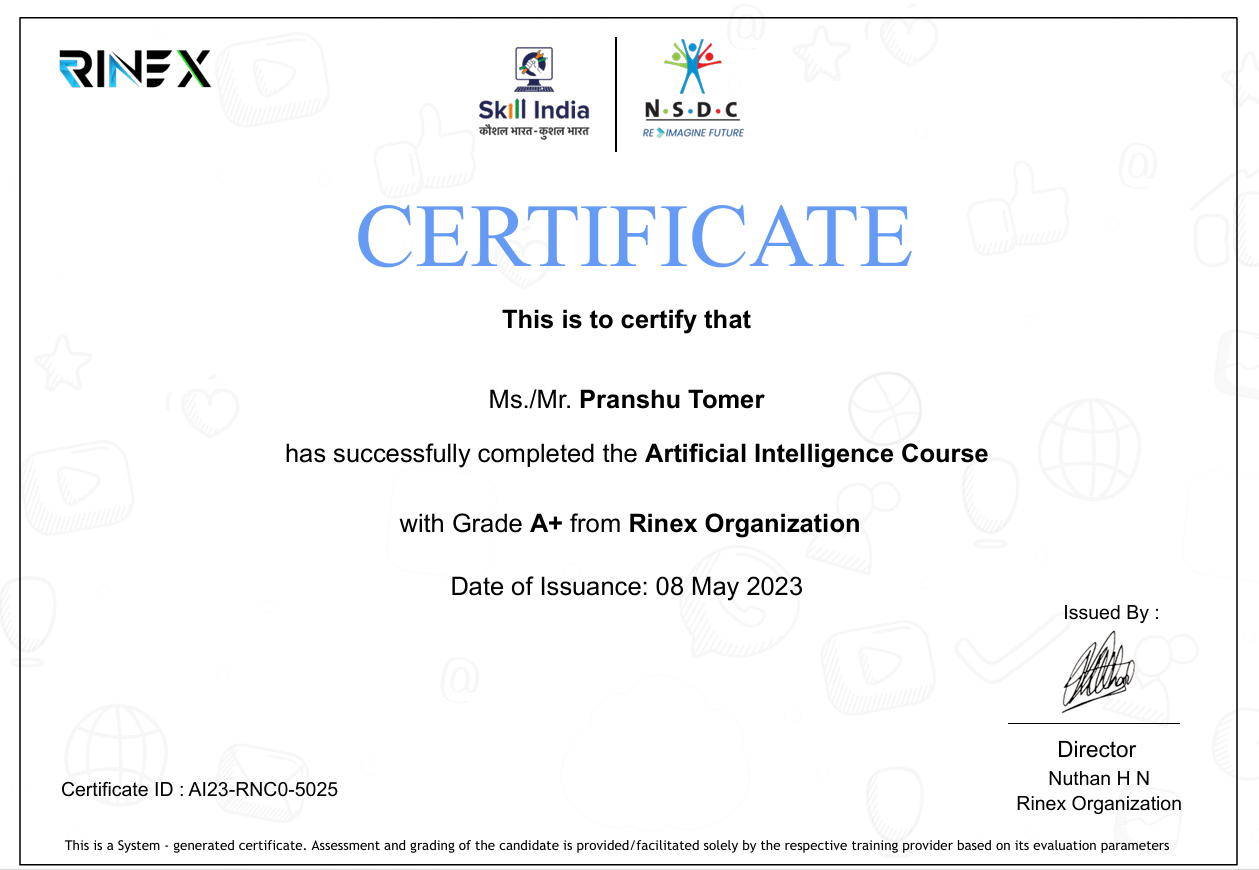 RINEX
Skill India
कौशल भारत-कुशल भारत
N·S·D·C
RE IMAGINE FUTURE
CERTIFICATE
This is to certify that
Ms./Mr. Pranshu Tomer
has successfully completed the Artificial Intelligence Course
with Grade A+ from Rinex Organization
Date of Issuance: 08 May 2023
Issued By :
Director
Nuthan H N
Rinex Organization
Certificate ID : AI23-RNC0-5025
This is a System - generated certificate. Assessment and grading of the candidate is provided/facilitated solely by the respective training provider based on its evaluation parameters